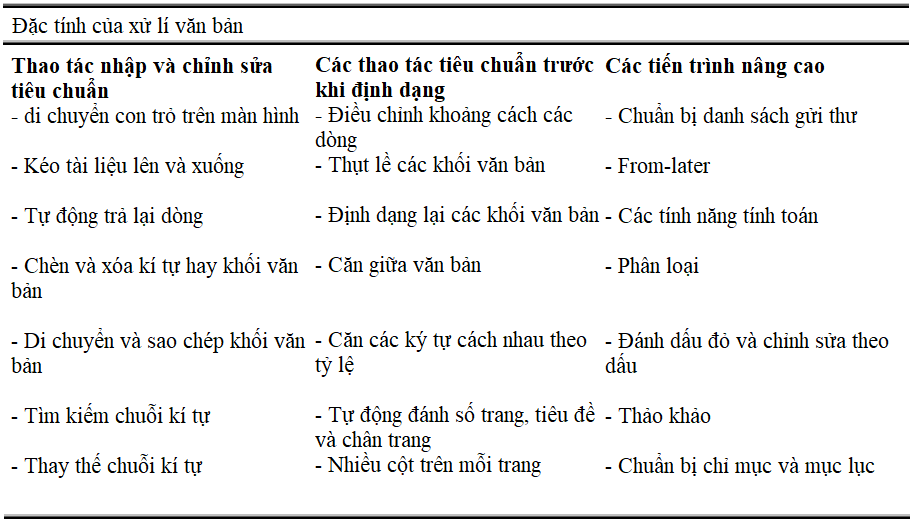 Đặc tính của xử lí văn bản
Thao tác nhập và chỉnh sửa
tiêu chuẩn
- di chuyển con trỏ trên màn hình
- Kéo tài liệu lên và xuống
- Tự động trả lại dòng
- Chèn và xóa kí tự hay khối văn
bản
- Di chuyển và sao chép khối văn
bản
- Tìm kiếm chuỗi kí tự
- Thay thế chuỗi kí tự
Các thao tác tiêu chuẩn trước
khi định dạng
- Điều chỉnh khoảng cách các
dòng
- Thụt lề các khối văn bản
- Định dạng lại các khối văn bản
- Căn giữa văn bản
- Căn các ký tự cách nhau theo
tỷ lệ
- Tự động đánh số trang, tiêu đề
và chân trang
- Nhiều cột trên mỗi trang
Các tiến trình nâng cao
- Chuẩn bị danh sách gửi thư
- From-later
- Các tính năng tính toán
- Phân loại
- Đánh dấu đỏ và chỉnh sửa theo
dấu
- Thảo khảo
- Chuẩn bị chỉ mục và mục lục